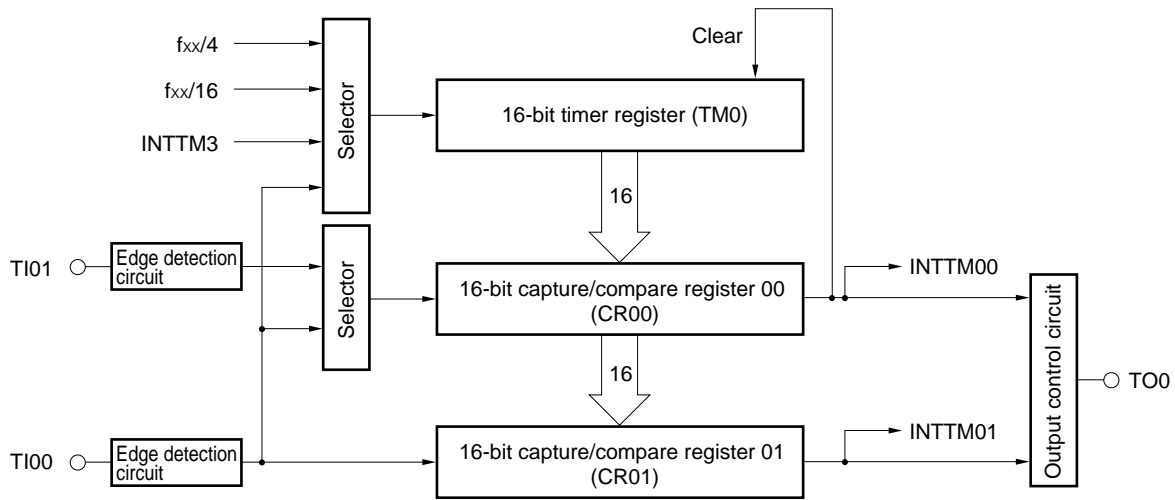 Clear
fxx/4
fxx/16
INTTM3
Selector
16-bit timer register (TM0)
16
TI01
Edge detection
circuit
Selector
16-bit capture/compare register 00
(CR00)
INTTM00
16
Output control circuit
TO0
TI00
Edge detection
circuit
16-bit capture/compare register 01
(CR01)
INTTM01